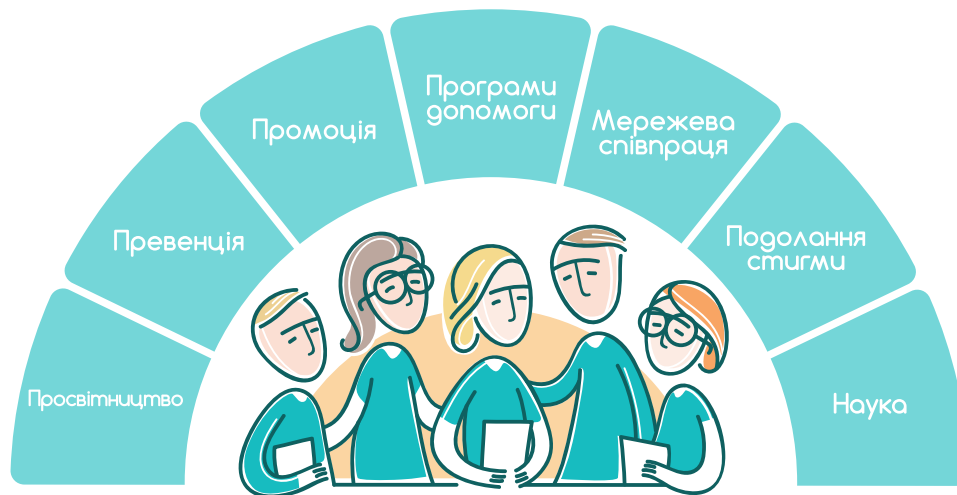 Просвітництво
Превенція
Промоція
Програми
допомоги
Мережева
співпраця
Подолання
стигми
Наука